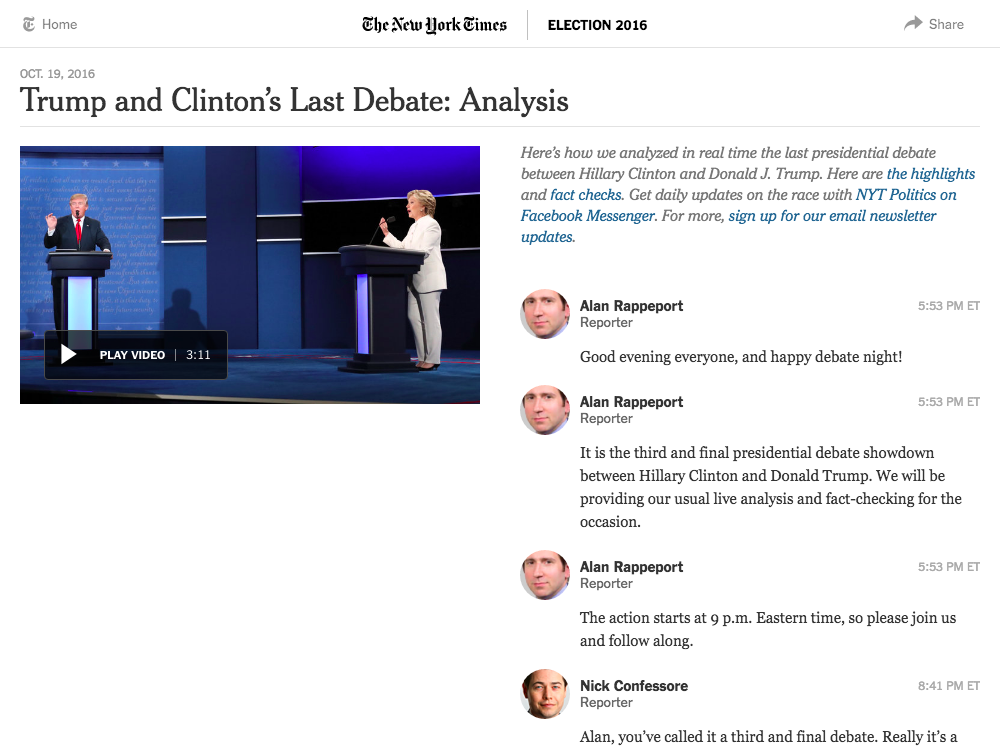 Home
The New York Times
ELECTION 2016
Share
OCT. 19, 2016
Trump and Clinton’s Last Debate: Analysis
PLAY VIDEO | 3:11
Here’s how we analyzed in real time the last presidential debate
between Hillary Clinton and Donald J. Trump. Here are the highlights
and fact checks. Get daily updates on the race with NYT Politics on
Facebook Messenger. For more, sign up for our email newsletter
updates.
Alan Rappeport 5:53 PM ET
Reporter
Good evening everyone, and happy debate night!
Alan Rappeport 5:53 PM ET
Reporter
It is the third and final presidential debate showdown
between Hillary Clinton and Donald Trump. We will be
providing our usual live analysis and fact-checking for the
occasion.
Alan Rappeport 5:53 PM ET
Reporter
The action starts at 9 p.m. Eastern time, so please join us
and follow along.
Nick Confessore 8:41 PM ET
Reporter
Alan, you’ve called it a third and final debate. Really it’s a